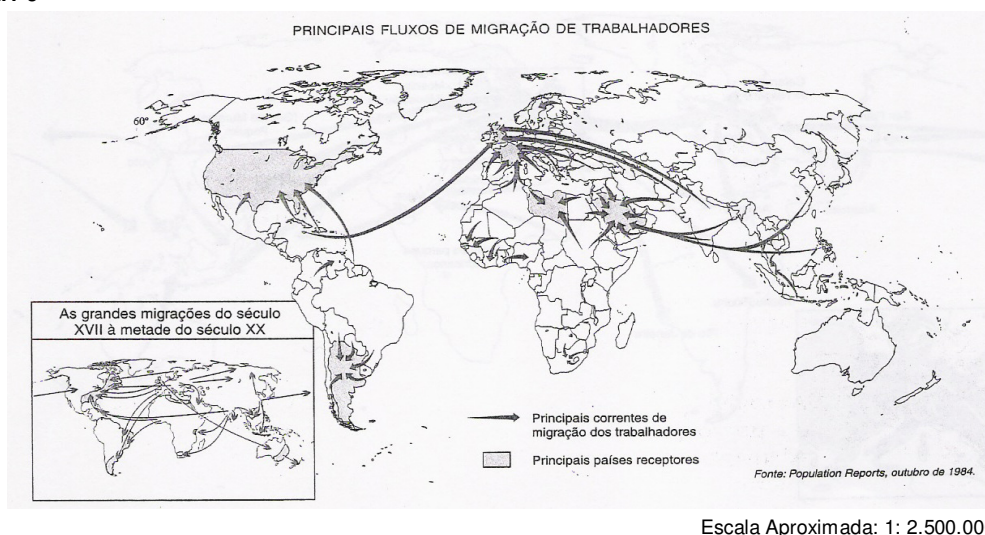 PRINCIPAIS FLUXOS DE MIGRAÇÃO DE TRABALHADORES
60º
As grandes migrações do século
XVII à metade do século XX
Principais correntes de
migração dos trabalhadores
Principais países receptores
Fonte: Population Reports, outubro de 1984.
Escala Aproximada: 1: 2.500.00